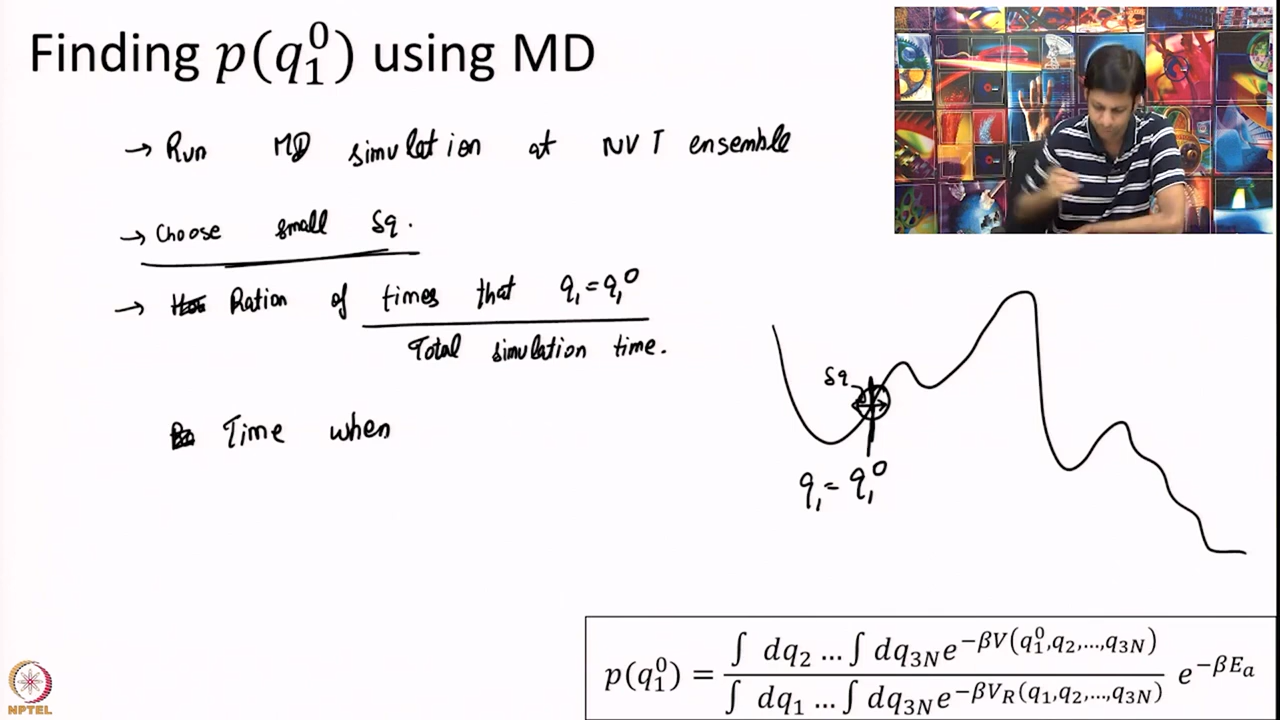 Finding p(q₁⁰) using MD
→ Run MD simulation at NVT ensemble
→ Choose small δq.
→ Ration of times that q₁ = q₁⁰
Total simulation time.
Time when
δq
q₁ = q₁⁰
p(q₁⁰) = ∫ dq₂ … ∫ dq₃N e^{−βV(q₁⁰,q₂,…,q₃N)} / ∫ dq₁ … ∫ dq₃N e^{−βV_R(q₁,q₂,…,q₃N)} e^{−βE_a}
NPTEL